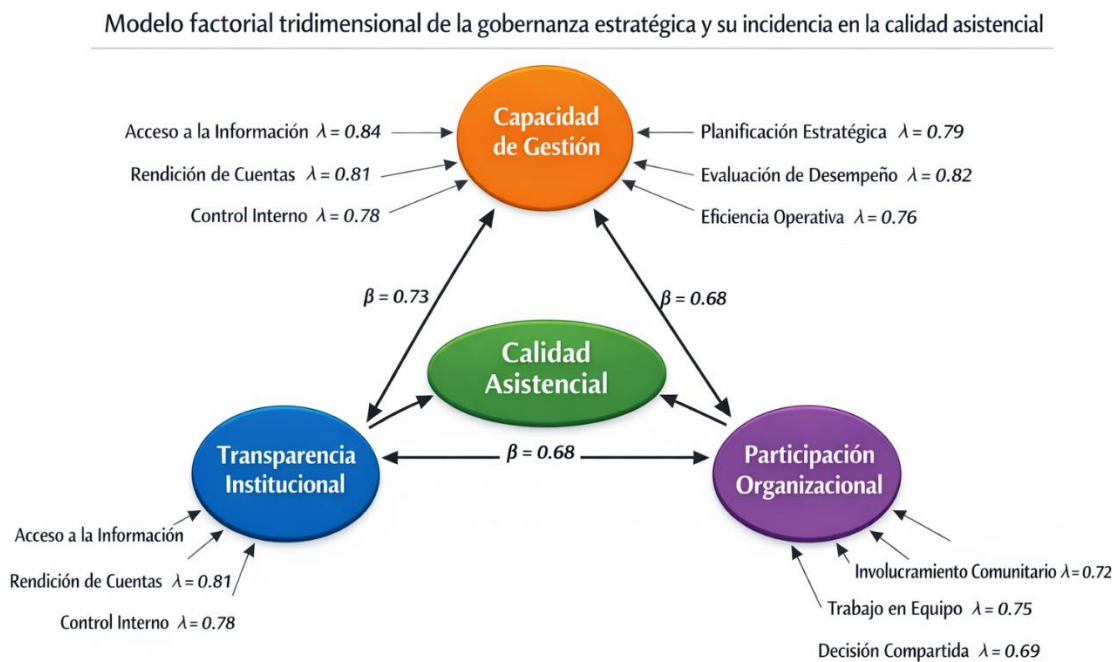 Modelo factorial tridimensional de la gobernanza estratégica y su incidencia en la calidad asistencial
Capacidad
de Gestión
Acceso a la Información λ = 0.84
Rendición de Cuentas λ = 0.81
Control Interno λ = 0.78
Planificación Estratégica λ = 0.79
Evaluación de Desempeño λ = 0.82
Eficiencia Operativa λ = 0.76
β = 0.73
β = 0.68
Calidad
Asistencial
Transparencia
Institucional
β = 0.68
Participación
Organizacional
Acceso a la Información
Rendición de Cuentas λ = 0.81
Control Interno λ = 0.78
Involucramiento Comunitario λ = 0.72
Trabajo en Equipo λ = 0.75
Decisión Compartida λ = 0.69